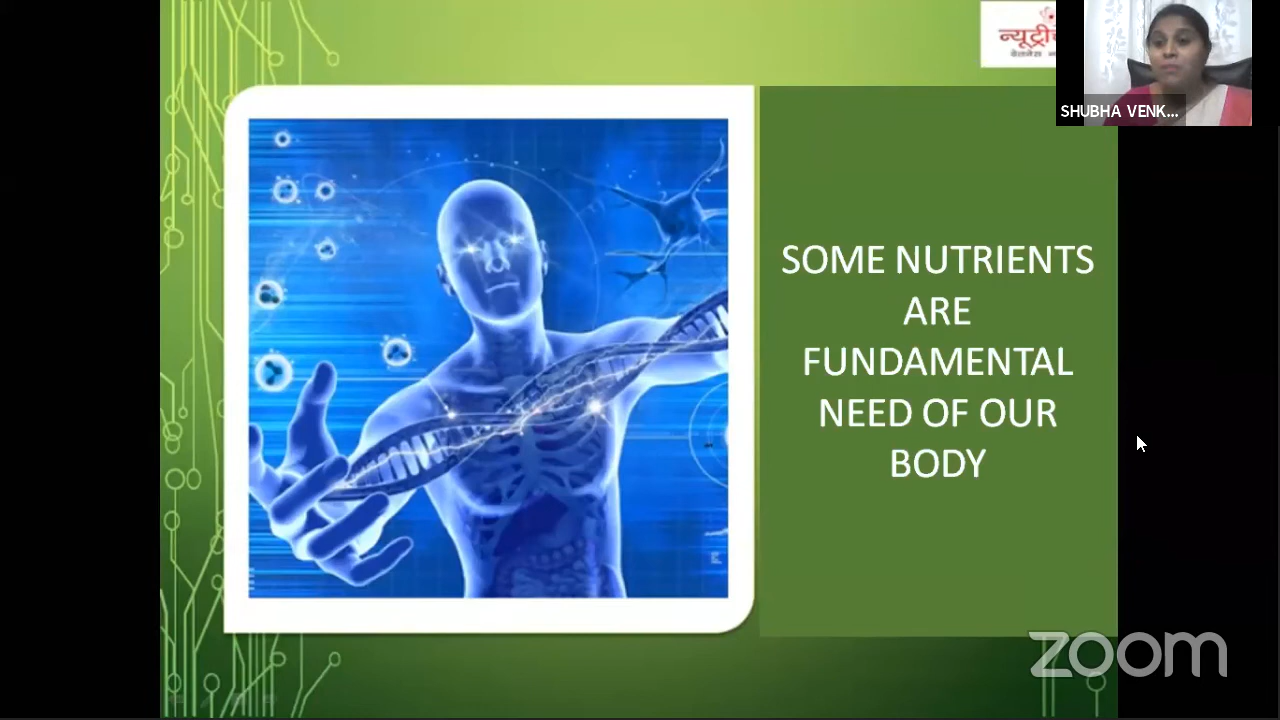 न्यूट्री
SHUBHA VENK...
SOME NUTRIENTS
ARE
FUNDAMENTAL
NEED OF OUR
BODY
zoom